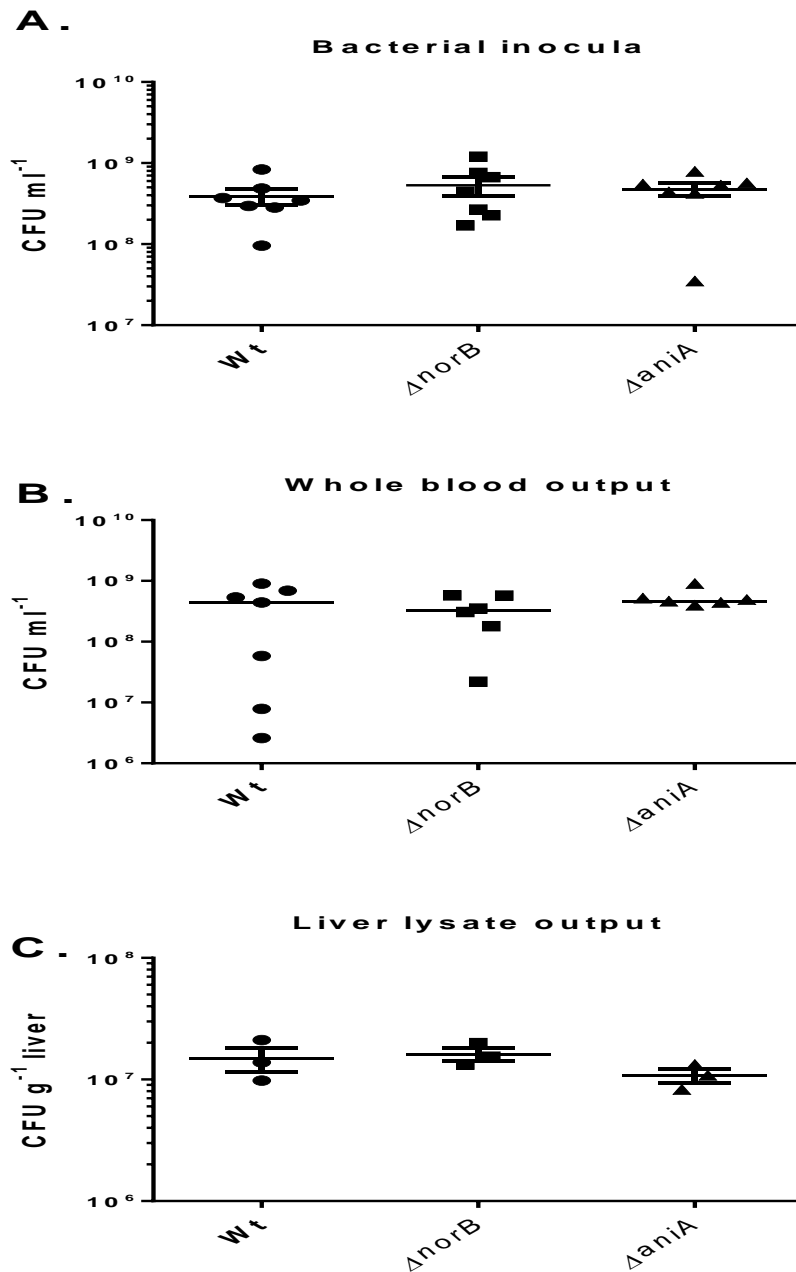 A.
Bacterial inocula
10^10
10^9
10^8
10^7
CFU ml^-1
Wt
ΔnorB
ΔaniA
B.
Whole blood output
10^10
10^9
10^8
10^7
10^6
CFU ml^-1
Wt
ΔnorB
ΔaniA
C.
Liver lysate output
10^8
10^7
10^6
CFU g^-1 liver
Wt
ΔnorB
ΔaniA